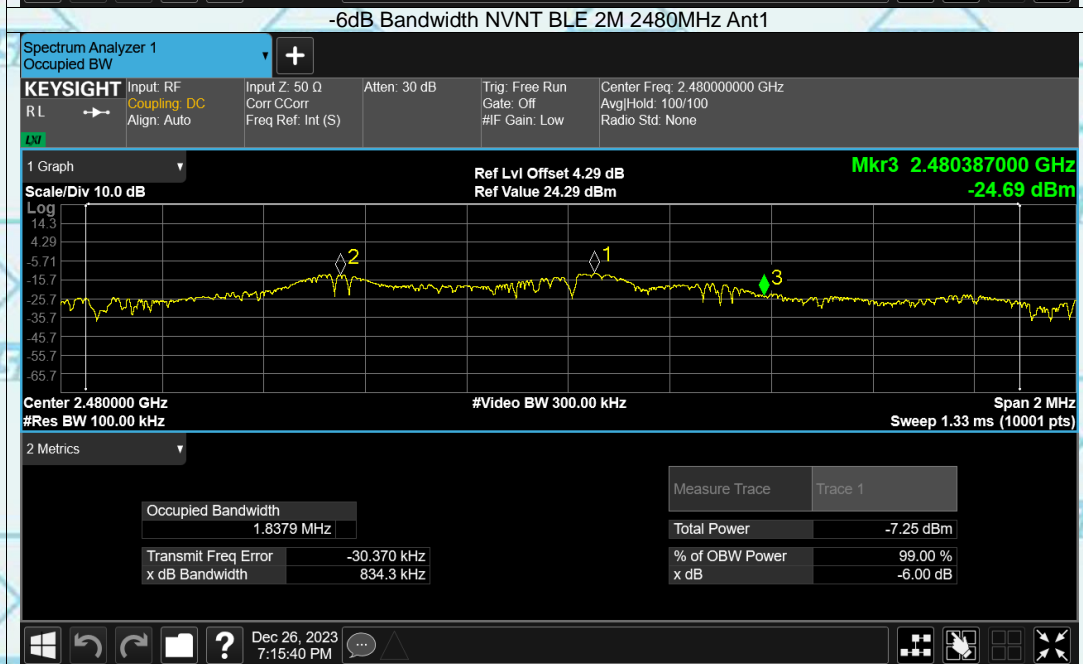 -6dB Bandwidth NVNT BLE 2M 2480MHz Ant1
Spectrum Analyzer 1
Occupied BW
KEYSIGHT
R L
LXI
Input: RF
Coupling: DC
Align: Auto
Input Z: 50 Ω
Corr CCorr
Freq Ref: Int (S)
Atten: 30 dB
Trig: Free Run
Gate: Off
#IF Gain: Low
Center Freq: 2.480000000 GHz
Avg|Hold: 100/100
Radio Std: None
1 Graph
Scale/Div 10.0 dB
Ref Lvl Offset 4.29 dB
Ref Value 24.29 dBm
Mkr3 2.480387000 GHz
-24.69 dBm
Log
14.3
4.29
-5.71
-15.7
-25.7
-35.7
-45.7
-55.7
-65.7
2
1
3
Center 2.480000 GHz
#Video BW 300.00 kHz
Span 2 MHz
#Res BW 100.00 kHz
Sweep 1.33 ms (10001 pts)
2 Metrics
Occupied Bandwidth
1.8379 MHz
Transmit Freq Error -30.370 kHz
x dB Bandwidth 834.3 kHz
Measure Trace Trace 1
Total Power -7.25 dBm
% of OBW Power 99.00 %
x dB -6.00 dB
?
Dec 26, 2023
7:15:40 PM